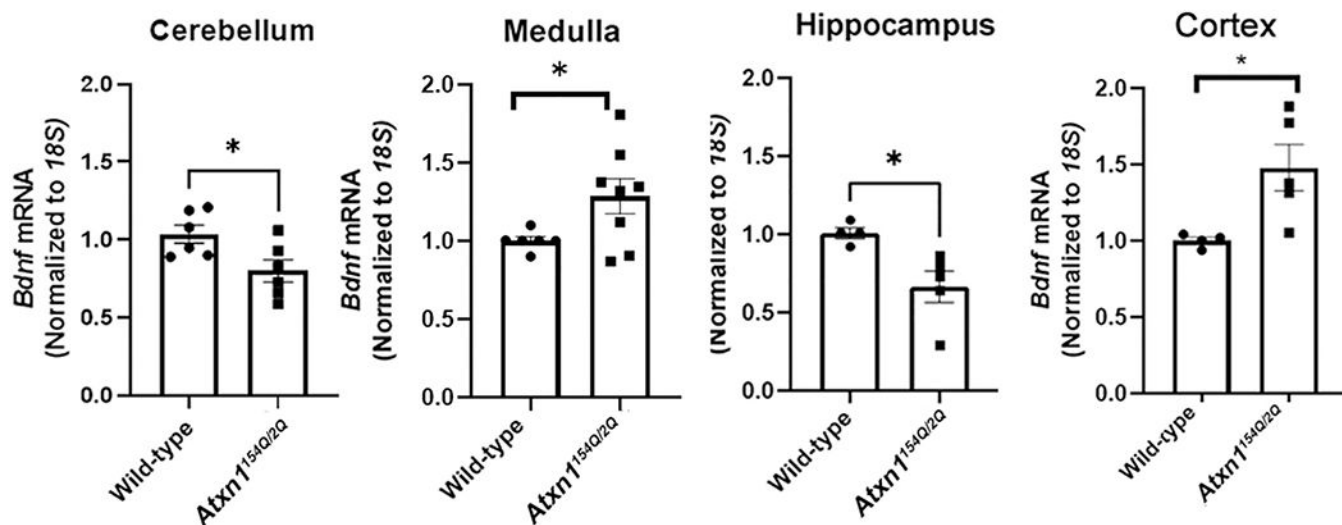 Cerebellum
Bdnf mRNA
(Normalized to 18S)
2.0
1.5
1.0
0.5
0.0
*
Wild-type
Atxn1154Q/2Q
Medulla
Bdnf mRNA
(Normalized to 18S)
2.0
1.5
1.0
0.5
0.0
*
Wild-type
Atxn1154Q/2Q
Hippocampus
(Normalized to 18S)
2.0
1.5
1.0
0.5
0.0
*
Wild-type
Atxn1154Q/2Q
Cortex
Bdnf mRNA
(Normalized to 18S)
2.0
1.5
1.0
0.5
0.0
*
Wild-type
Atxn1154Q/2Q